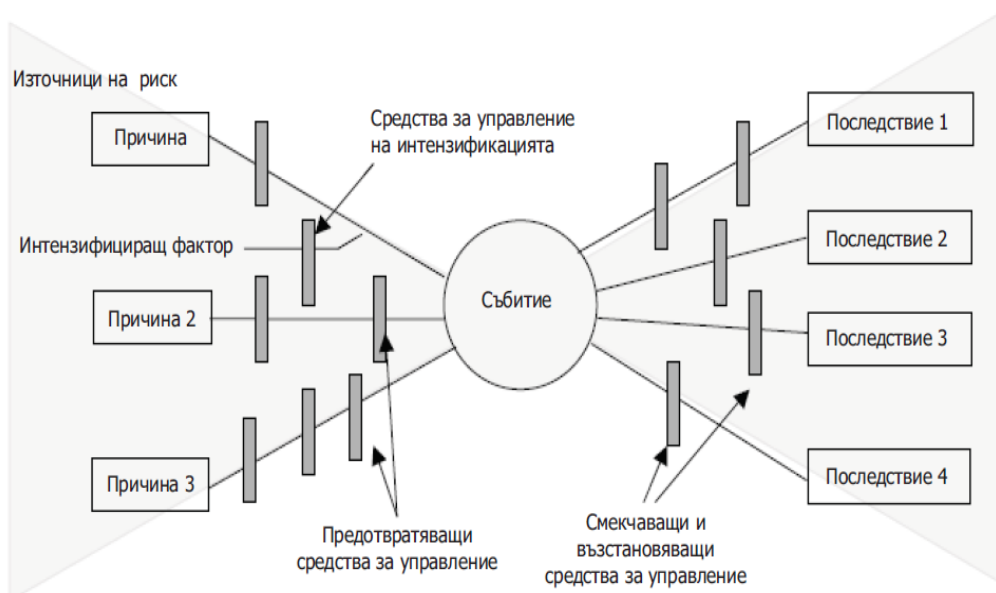 Източници на риск
Причина
Средства за управление
на интензификацията
Интензифициращ фактор
Причина 2
Причина 3
Събитие
Последствие 1
Последствие 2
Последствие 3
Последствие 4
Предотвратяващи
средства за управление
Смекчаващи и
възстановяващи
средства за управление